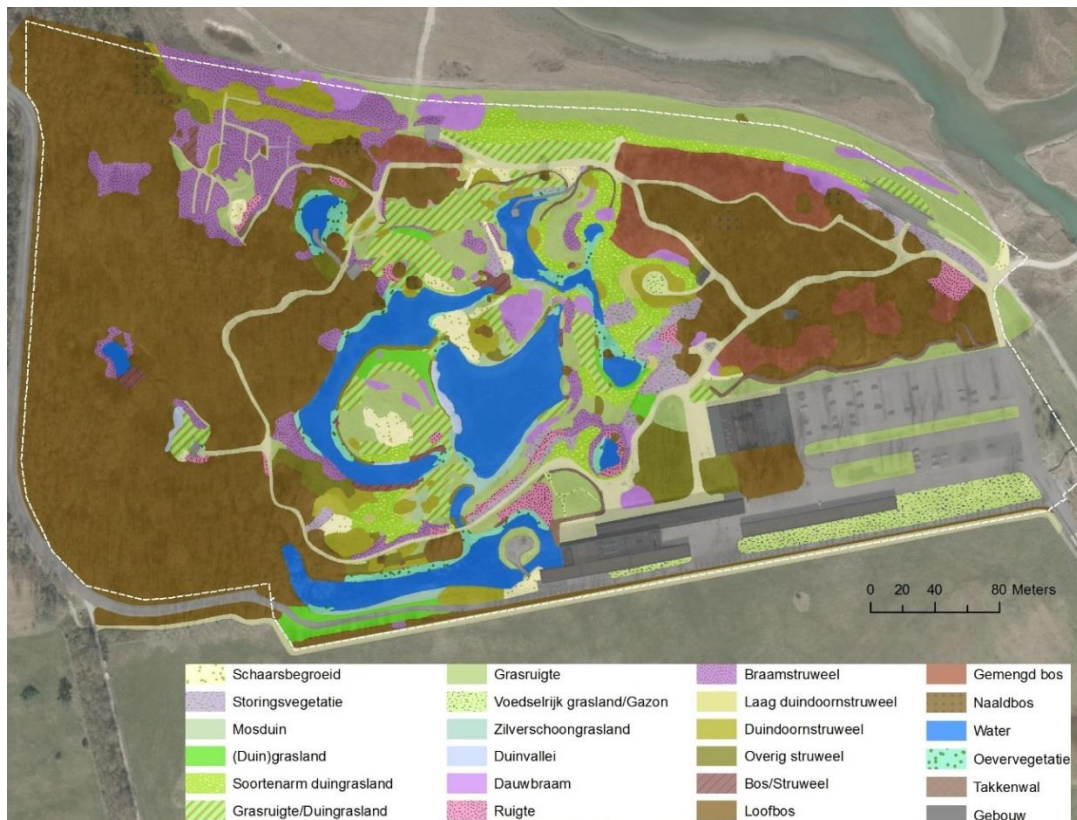 0 20 40 80 Meters
Schaarsbegroeid
Storingsvegetatie
Mosduin
(Duin)grasland
Soortenarm duingrasland
Grasruigte/Duingrasland
Grasruigte
Voedselrijk grasland/Gazon
Zilverschoongrasland
Duinvallei
Dauwbraam
Ruigte
Braamstruweel
Laag duindoornstruweel
Duindoornstruweel
Overig struweel
Bos/Struweel
Loofbos
Gemengd bos
Naaldbos
Water
Oevervegetatie
Takkenwal
Gebouw